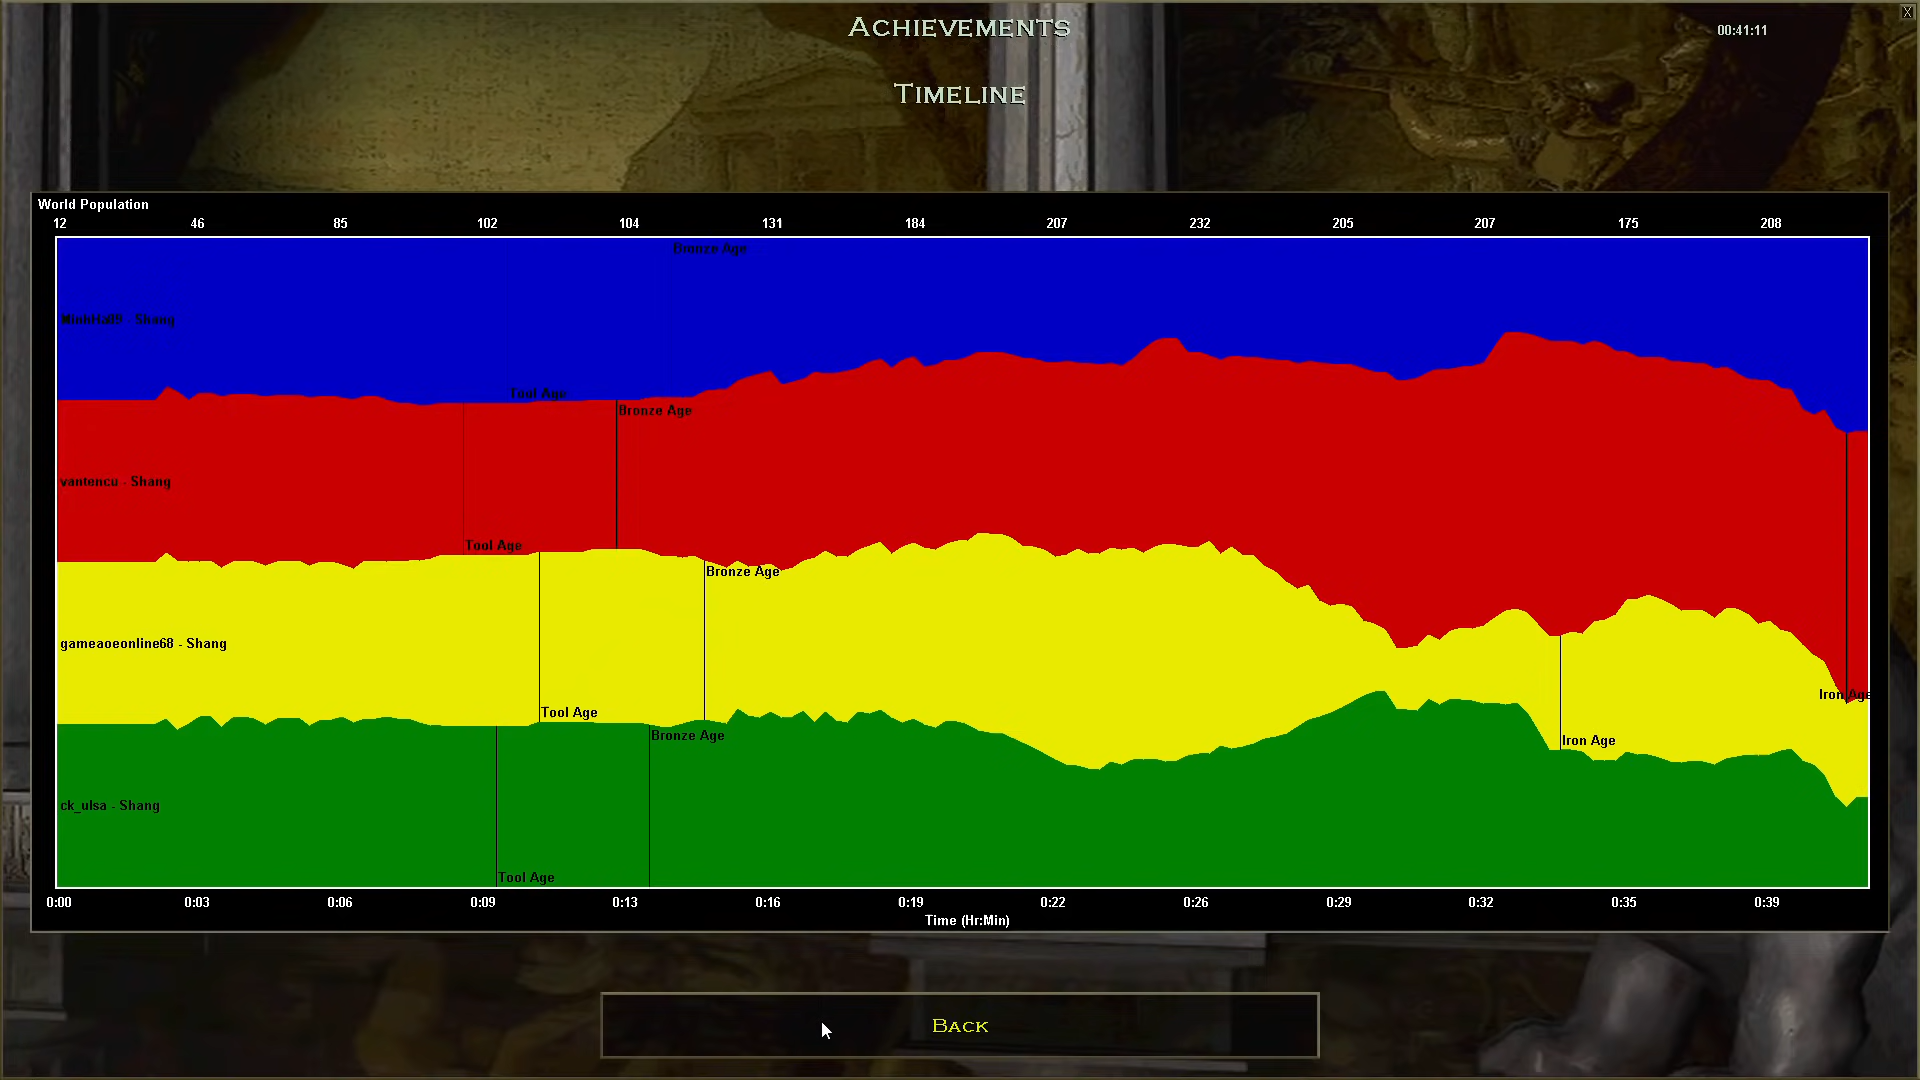 ACHIEVEMENTS
00:41:11
X
TIMELINE
World Population
12 46 85 102 104 131 184 207 232 205 207 175 208
Bronze Age
MinhHa89 - Shang
Tool Age
Bronze Age
vantencu - Shang
Tool Age
Bronze Age
gameaoeonline68 - Shang
Iron Age
Tool Age
Bronze Age
Iron Age
ck_ulsa - Shang
Tool Age
0:00 0:03 0:06 0:09 0:13 0:16 0:19 0:22 0:26 0:29 0:32 0:35 0:39
Time (Hr:Min)
BACK